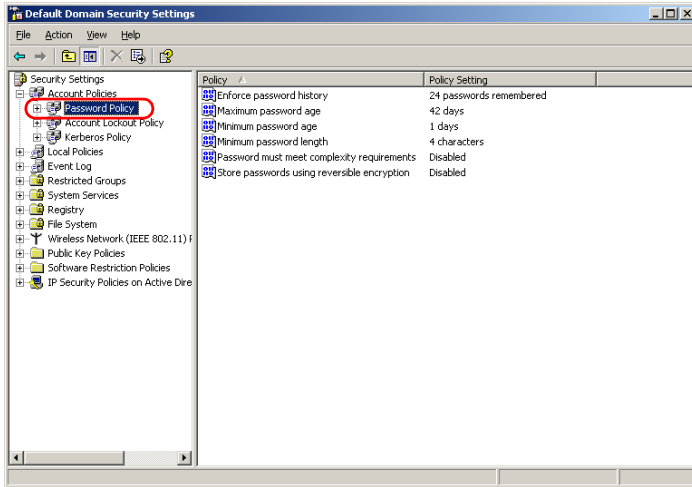 Default Domain Security Settings
File Action View Help
Security Settings
Account Policies
Password Policy
Account Lockout Policy
Kerberos Policy
Local Policies
Event Log
Restricted Groups
System Services
Registry
File System
Wireless Network (IEEE 802.11) P
Public Key Policies
Software Restriction Policies
IP Security Policies on Active Dire
Policy Policy Setting
Enforce password history 24 passwords remembered
Maximum password age 42 days
Minimum password age 1 days
Minimum password length 4 characters
Password must meet complexity requirements Disabled
Store passwords using reversible encryption Disabled